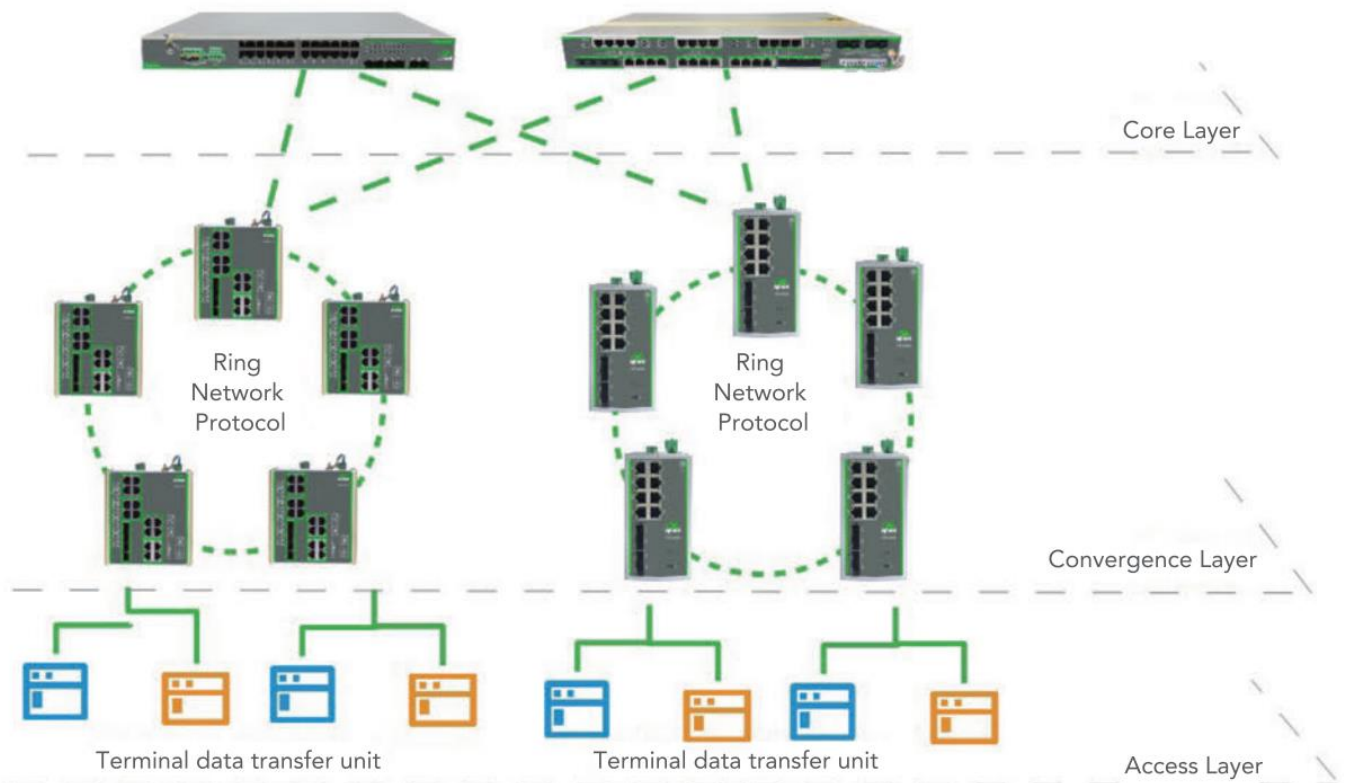 Core Layer
Ring
Network
Protocol
Ring
Network
Protocol
Convergence Layer
Terminal data transfer unit
Terminal data transfer unit
Access Layer